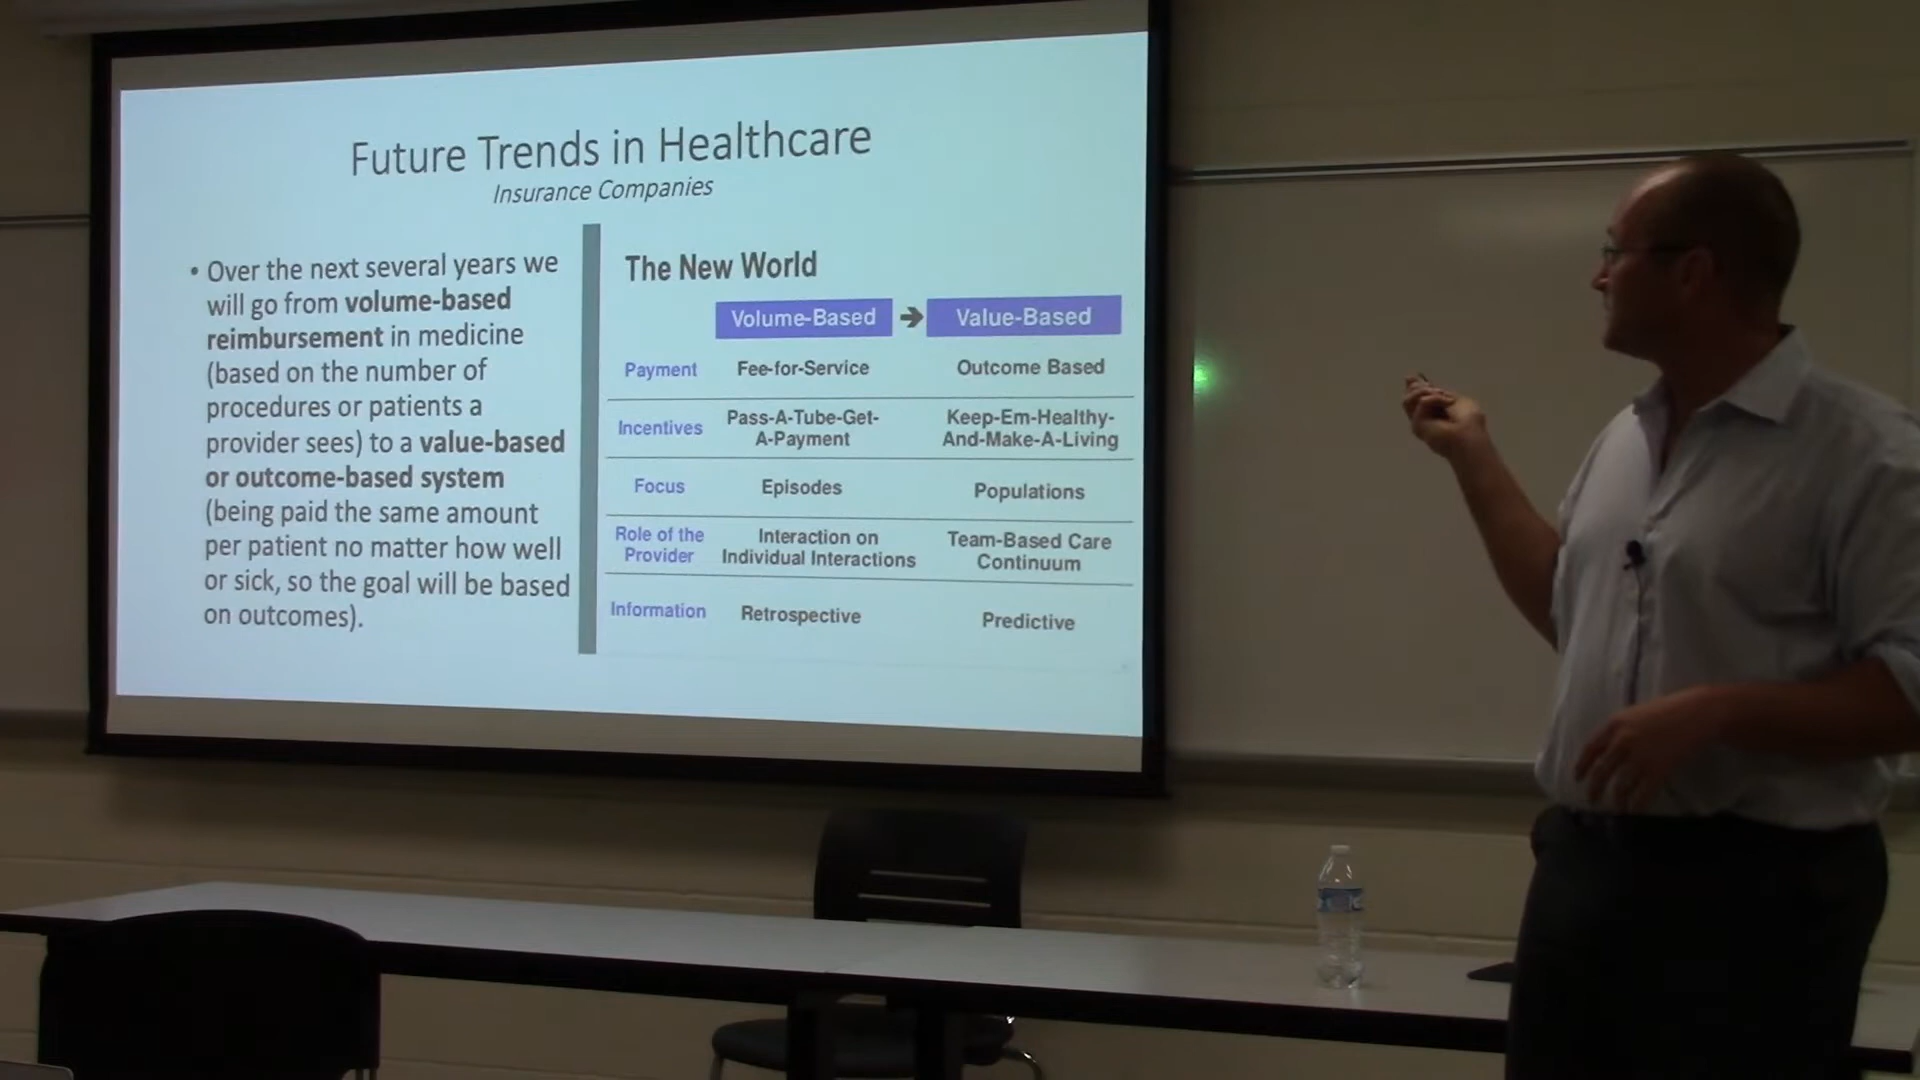 Future Trends in Healthcare
Insurance Companies
• Over the next several years we
will go from volume-based
reimbursement in medicine
(based on the number of
procedures or patients a
provider sees) to a value-based
or outcome-based system
(being paid the same amount
per patient no matter how well
or sick, so the goal will be based
on outcomes).
The New World
Volume-Based → Value-Based
Payment Fee-for-Service Outcome Based
Incentives Pass-A-Tube-Get-
A-Payment
Keep-Em-Healthy-
And-Make-A-Living
Focus Episodes Populations
Role of the
Provider
Interaction on
Individual Interactions
Team-Based Care
Continuum
Information Retrospective Predictive